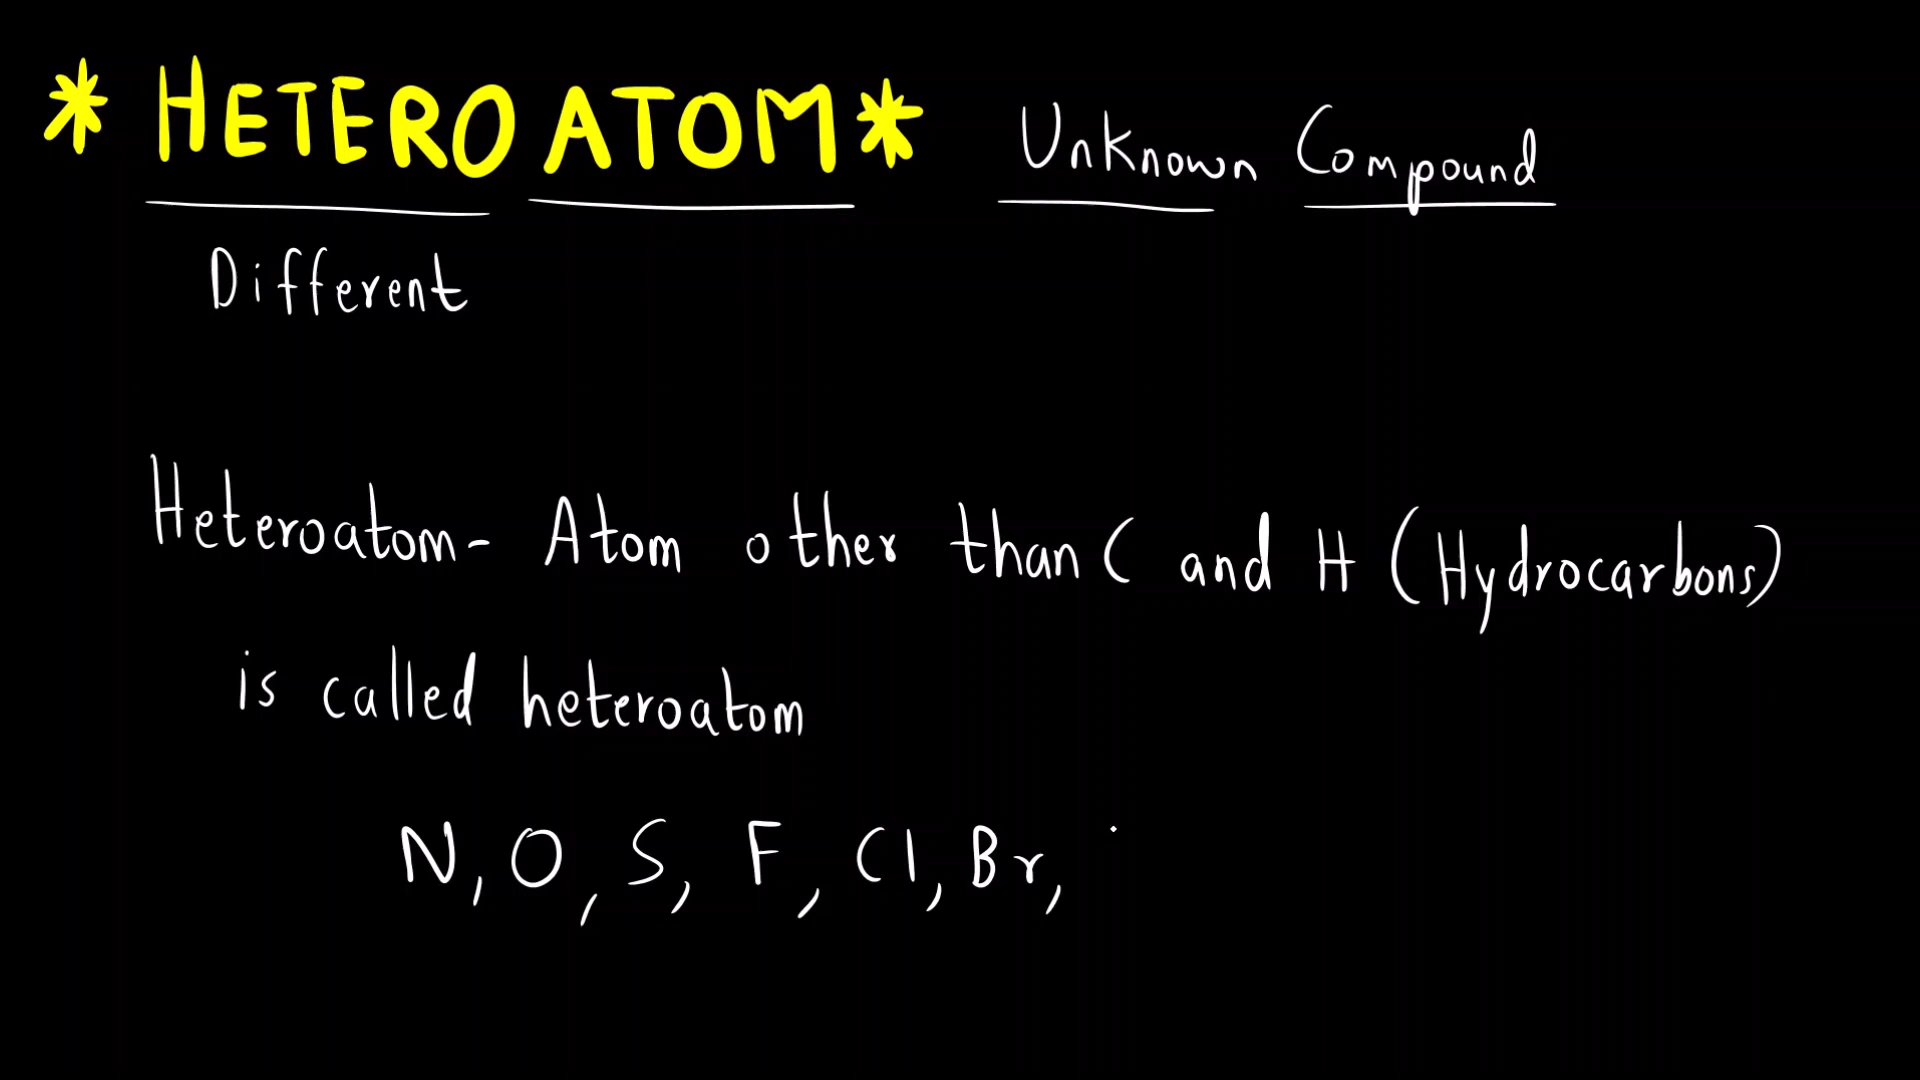 * HETERO ATOM * Unknown Compound
Different
Heteroatom- Atom other than C and H (Hydrocarbons)
is called heteroatom
N, O, S, F, Cl, Br,